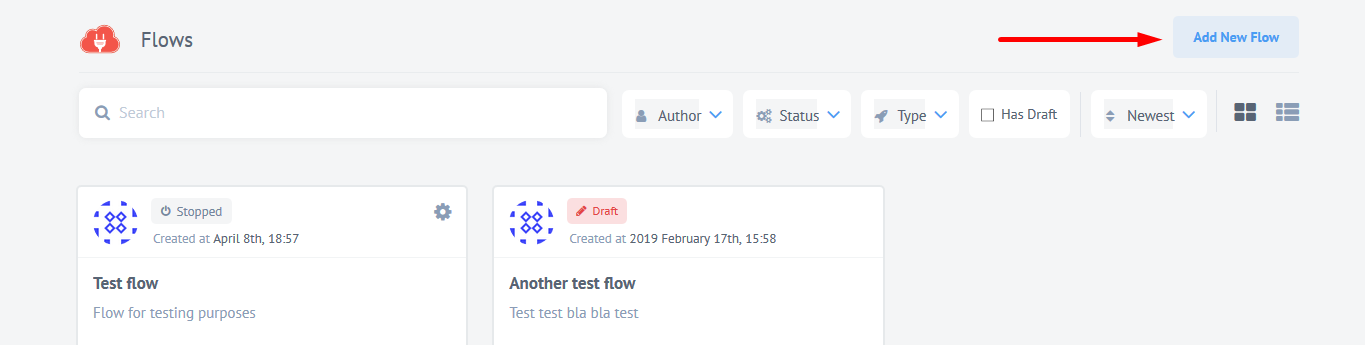 Flows
Add New Flow
Search
Author
Status
Type
Has Draft
Newest
Stopped
Created at April 8th, 18:57
Test flow
Flow for testing purposes
Draft
Created at 2019 February 17th, 15:58
Another test flow
Test test bla bla test